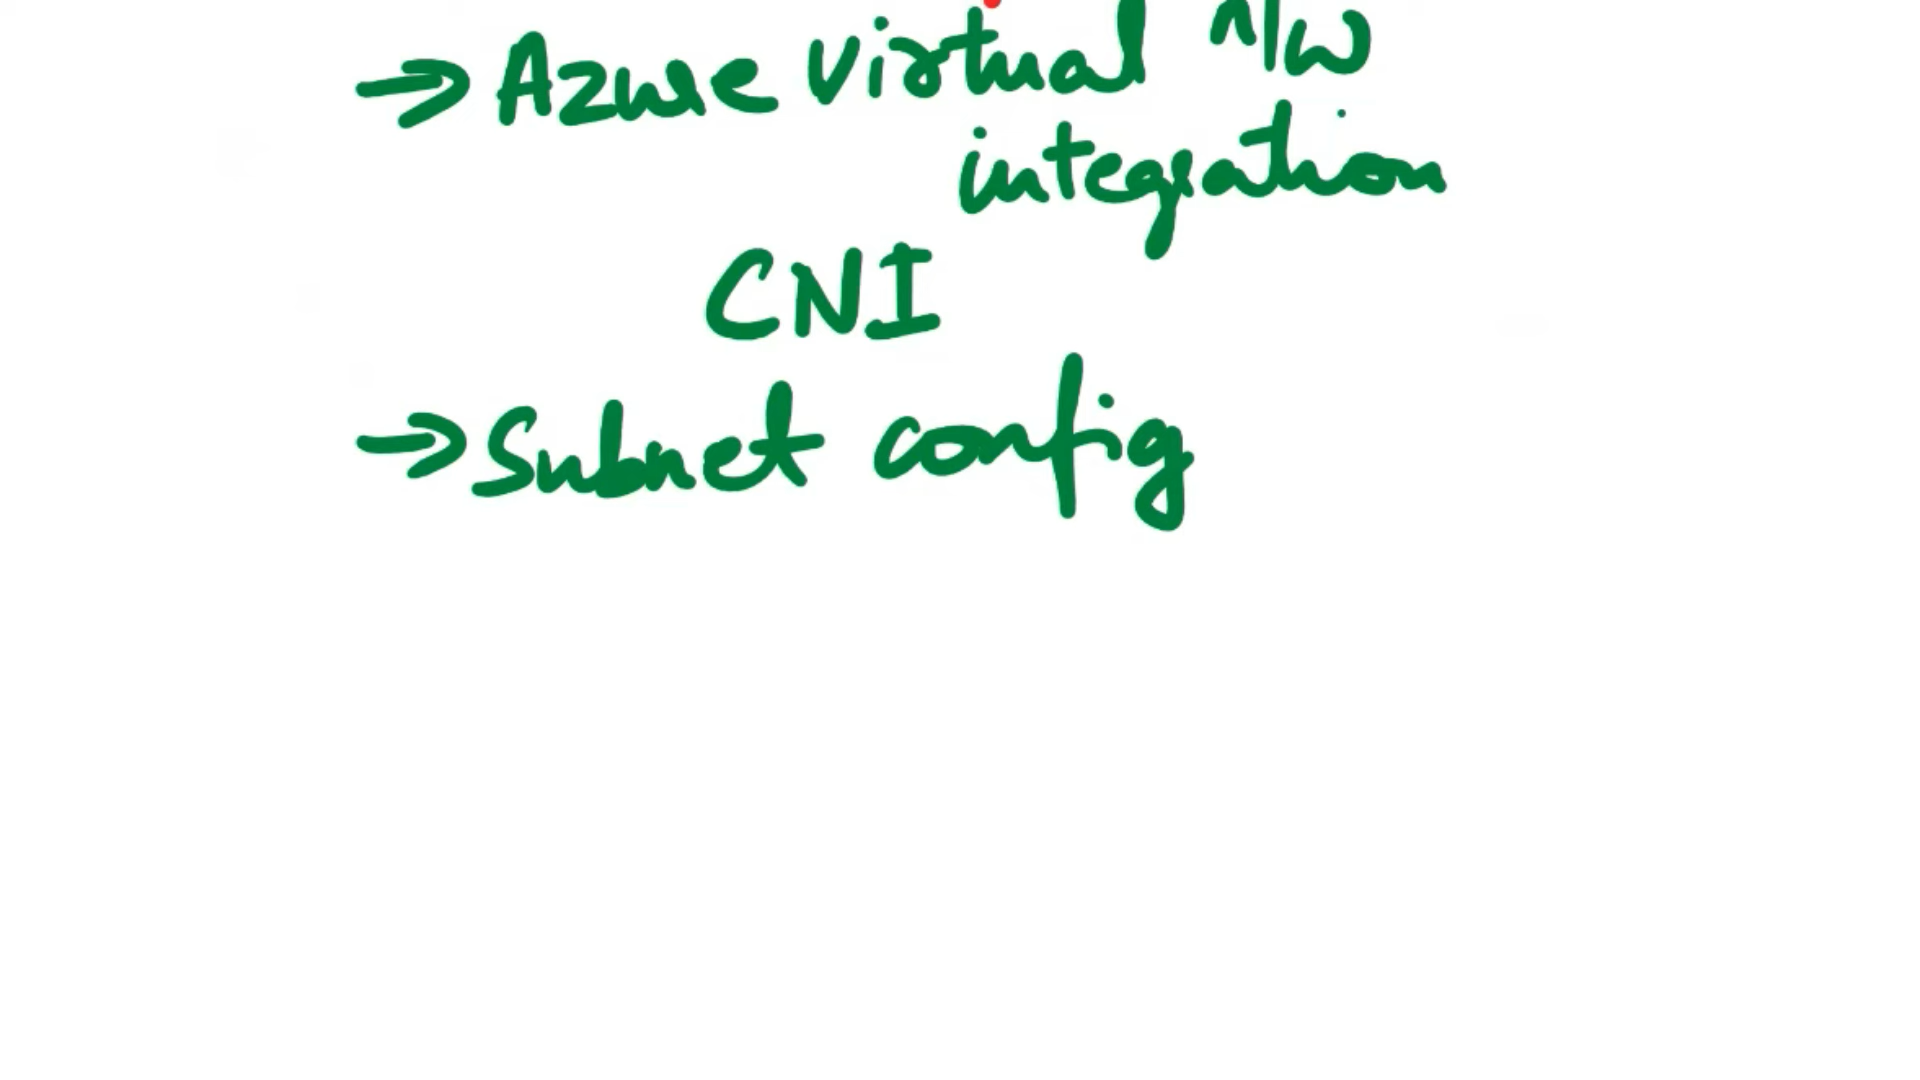 → Azure Virtual n/w
integration
CNI
→ Subnet config